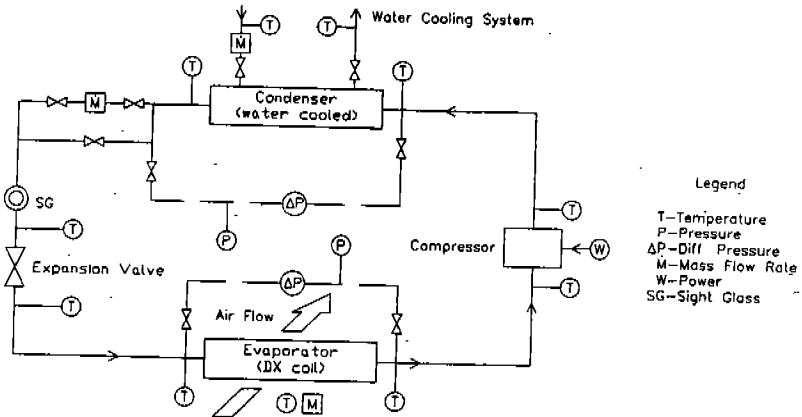 T
Water Cooling System
T
Ṁ
T
T
Ṁ
Condenser
(water cooled)
SG
ΔP
P
T
T
P
Legend
T-Temperature
P-Pressure
ΔP-Diff Pressure
Ṁ-Mass Flow Rate
W-Power
SG-Sight Glass
Compressor
W
Expansion Valve
ΔP
T
T
Air Flow
Evaporator
(DX coil)
T
T
T
M